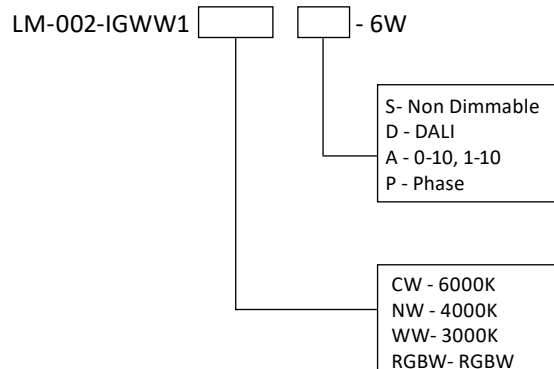 LM-002-IGWW1 - 6W
S- Non Dimmable
D - DALI
A - 0-10, 1-10
P - Phase
CW - 6000K
NW - 4000K
WW- 3000K
RGBW- RGBW